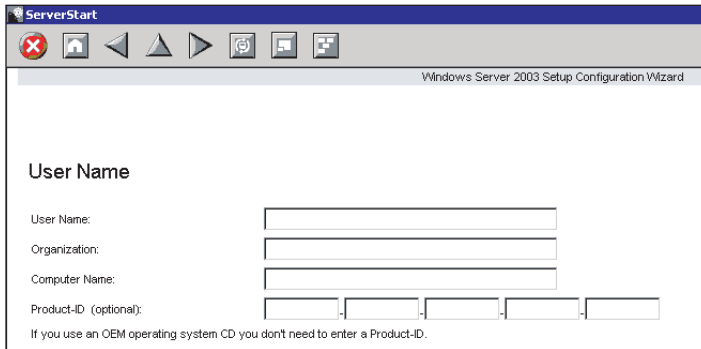 ServerStart
Windows Server 2003 Setup Configuration Wizard
User Name
User Name:
Organization:
Computer Name:
Product-ID (optional):
- - - -
If you use an OEM operating system CD you don't need to enter a Product-ID.